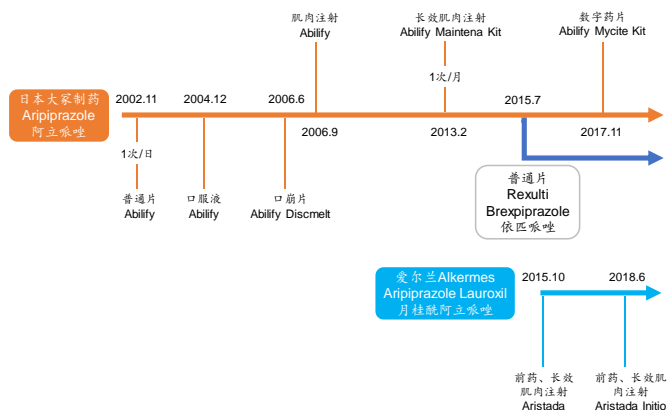 肌肉注射
Abilify
长效肌肉注射
Abilify Maintena Kit
数字药片
Abilify Mycite Kit
1次/月
日本大冢制药
Aripiprazole
阿立哌唑
2002.11
2004.12
2006.6
2015.7
2006.9
2013.2
2017.11
1次/日
普通片
Abilify
口服液
Abilify
口崩片
Abilify Discmelt
普通片
Rexulti
Brexpiprazole
依匹哌唑
爱尔兰Alkermes
Aripiprazole Lauroxil
月桂酰阿立哌唑
2015.10
2018.6
前药、长效
肌肉注射
Aristada
前药、长效肌
肉注射
Aristada Initio